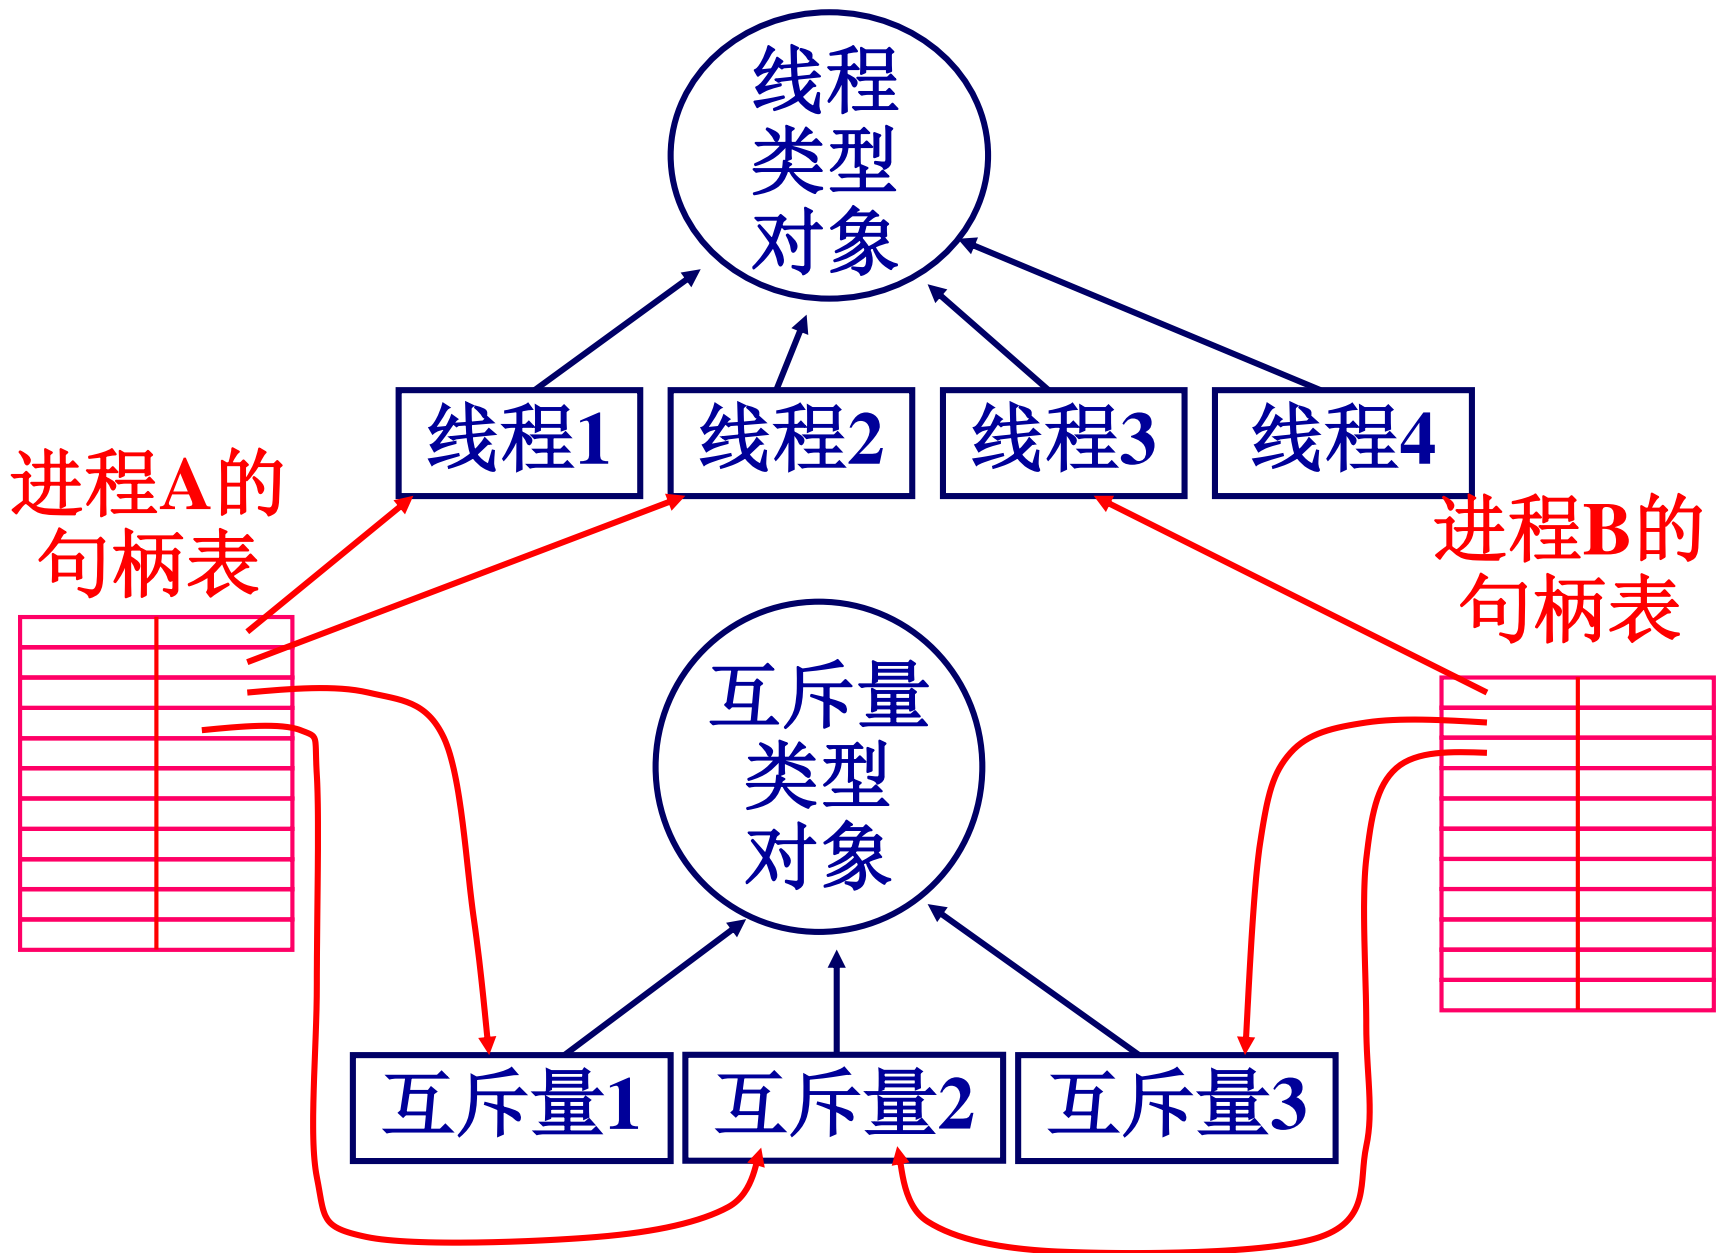 线程
类型
对象
线程1
线程2
线程3
线程4
进程A的
句柄表
进程B的
句柄表
互斥量
类型
对象
互斥量1
互斥量2
互斥量3